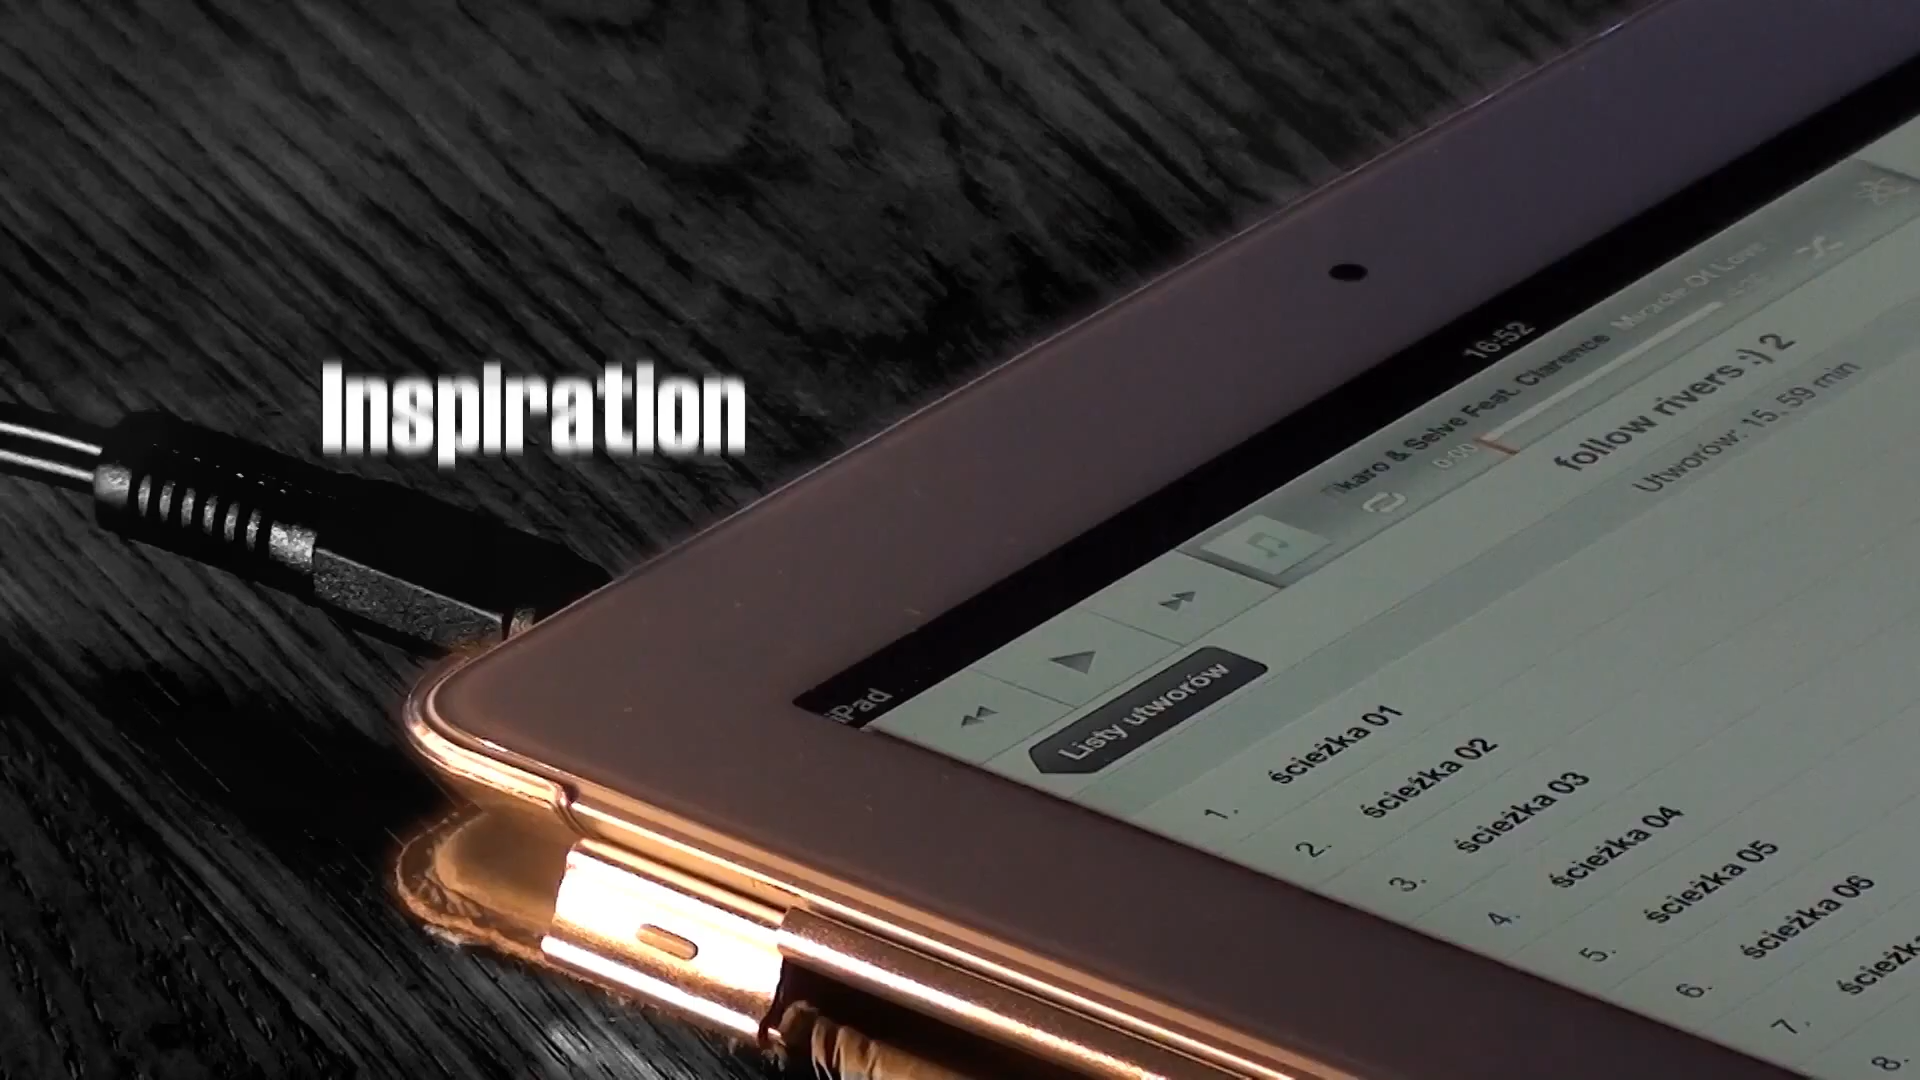 Inspiration
iPad
16:52
karo & Selve Feat. Clarence Miracle Of Love
0:00
follow rivers :) 2
Utworów: 15, 59 min
Listy utworów
1. ścieżka 01
2. ścieżka 02
3. ścieżka 03
4. ścieżka 04
5. ścieżka 05
6. ścieżka 06
7. ścieżka
8.